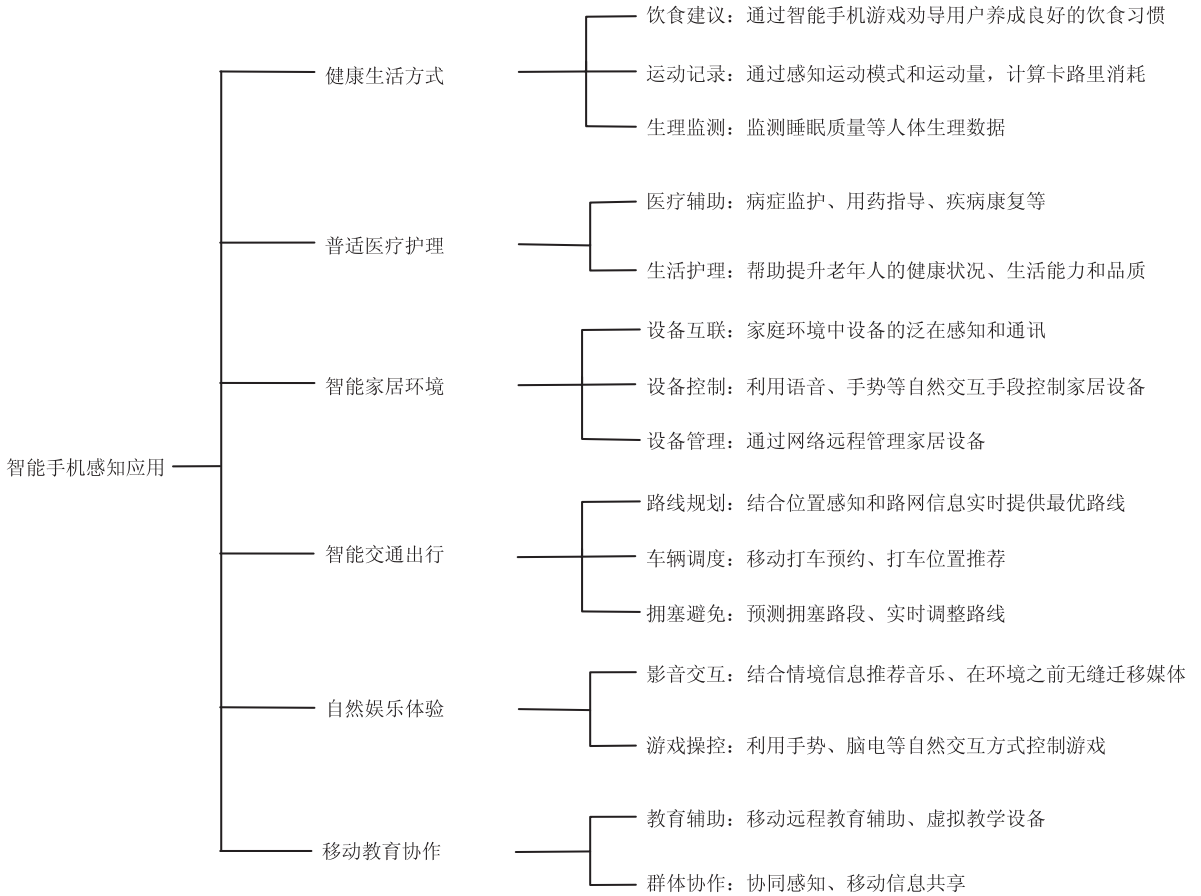 智能手机感知应用
健康生活方式
饮食建议：通过智能手机游戏劝导用户养成良好的饮食习惯
运动记录：通过感知运动模式和运动量，计算卡路里消耗
生理监测：监测睡眠质量等人体生理数据
普适医疗护理
医疗辅助：病症监护、用药指导、疾病康复等
生活护理：帮助提升老年人的健康状况、生活能力和品质
智能家居环境
设备互联：家庭环境中设备的泛在感知和通讯
设备控制：利用语音、手势等自然交互手段控制家居设备
设备管理：通过网络远程管理家居设备
智能交通出行
路线规划：结合位置感知和路网信息实时提供最优路线
车辆调度：移动打车预约、打车位置推荐
拥塞避免：预测拥塞路段、实时调整路线
自然娱乐体验
影音交互：结合情境信息推荐音乐、在环境之前无缝迁移媒体
游戏操控：利用手势、脑电等自然交互方式控制游戏
移动教育协作
教育辅助：移动远程教育辅助、虚拟教学设备
群体协作：协同感知、移动信息共享